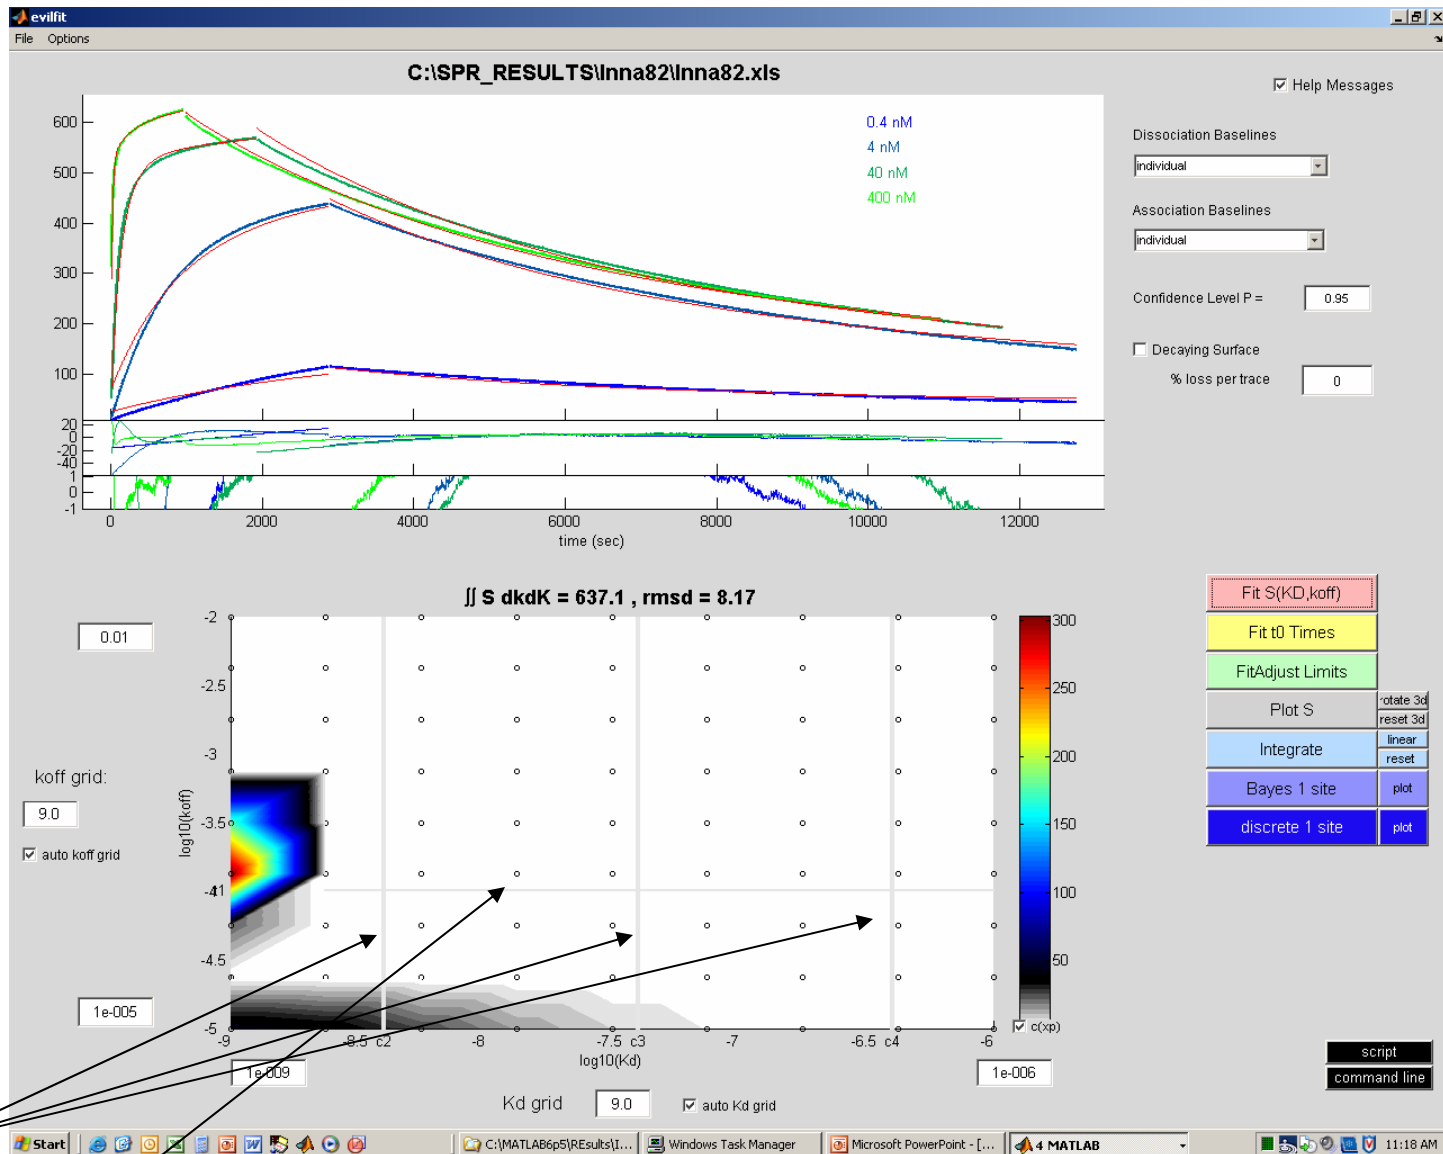 evilfit
File Options
C:\SPR_RESULTS\Inna82\Inna82.xls
Help Messages
600
500
400
300
200
100
0.4 nM
4 nM
40 nM
400 nM
Dissociation Baselines
individual
Association Baselines
individual
Confidence Level P = 0.95
Decaying Surface
% loss per trace 0
20
0
-20
-40
1
0
-1
0 2000 4000 6000 8000 10000 12000
time (sec)
∫∫ S dkdK = 637.1 , rmsd = 8.17
0.01
koff grid:
9.0
auto koff grid
1e-005
log10(koff)
-2
-2.5
-3
-3.5
-4
-4.5
-5
-9 -8.5 c2 -8 -7.5 c3 -7 -6.5 c4 -6
log10(Kd)
1e-009 1e-006
Kd grid 9.0 auto Kd grid
300
250
200
150
100
50
c(xp)
Fit S(KD,koff)
Fit t0 Times
FitAdjust Limits
Plot S rotate 3d
reset 3d
Integrate linear
reset
Bayes 1 site plot
discrete 1 site plot
script
command line
Start C:\MATLAB6p5\REsults\I... Windows Task Manager Microsoft PowerPoint - [... 4 MATLAB 11:18 AM